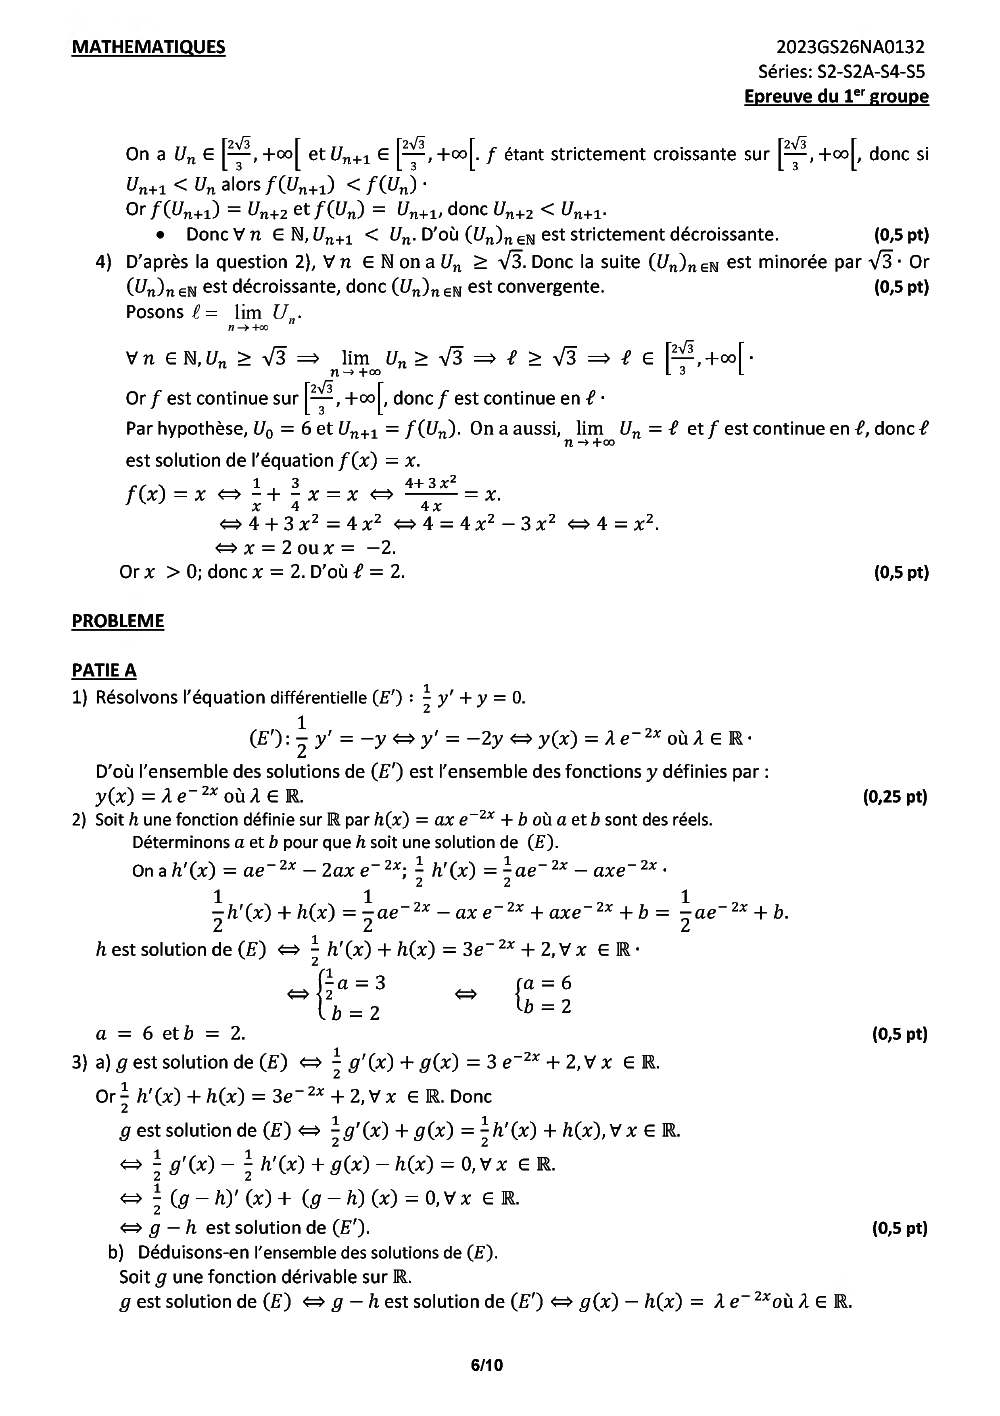 MATHEMATIQUES 2023GS26NA0132
Séries: S2-S2A-S4-S5
Epreuve du 1er groupe
On a Uₙ ∈ [2√3/3, +∞[ et Uₙ₊₁ ∈ [2√3/3, +∞[. f étant strictement croissante sur [2√3/3, +∞[, donc si
Uₙ₊₁ < Uₙ alors f(Uₙ₊₁) < f(Uₙ) ·
Or f(Uₙ₊₁) = Uₙ₊₂ et f(Uₙ) = Uₙ₊₁, donc Uₙ₊₂ < Uₙ₊₁.
• Donc ∀ n ∈ ℕ, Uₙ₊₁ < Uₙ. D’où (Uₙ)ₙ∈ℕ est strictement décroissante. (0,5 pt)
4) D’après la question 2), ∀ n ∈ ℕ on a Uₙ ≥ √3. Donc la suite (Uₙ)ₙ∈ℕ est minorée par √3 · Or
(Uₙ)ₙ∈ℕ est décroissante, donc (Uₙ)ₙ∈ℕ est convergente. (0,5 pt)
Posons ℓ = lim Uₙ.
n→+∞
∀ n ∈ ℕ, Uₙ ≥ √3 ⟹ lim Uₙ ≥ √3 ⟹ ℓ ≥ √3 ⟹ ℓ ∈ [2√3/3, +∞[ ·
n→+∞
Or f est continue sur [2√3/3, +∞[, donc f est continue en ℓ ·
Par hypothèse, U₀ = 6 et Uₙ₊₁ = f(Uₙ). On a aussi, lim Uₙ = ℓ et f est continue en ℓ, donc ℓ
n→+∞
est solution de l’équation f(x) = x.
f(x) = x ⟺ 1/x + 3/4 x = x ⟺ (4+ 3 x²)/(4 x) = x.
⟺ 4 + 3 x² = 4 x² ⟺ 4 = 4 x² − 3 x² ⟺ 4 = x².
⟺ x = 2 ou x = −2.
Or x > 0; donc x = 2. D’où ℓ = 2. (0,5 pt)
PROBLEME
PATIE A
1) Résolvons l’équation différentielle (E′) : 1/2 y′ + y = 0.
(E′): 1/2 y′ = −y ⟺ y′ = −2y ⟺ y(x) = λ e⁻²ˣ où λ ∈ ℝ ·
D’où l’ensemble des solutions de (E′) est l’ensemble des fonctions y définies par :
y(x) = λ e⁻²ˣ où λ ∈ ℝ. (0,25 pt)
2) Soit h une fonction définie sur ℝ par h(x) = ax e⁻²ˣ + b où a et b sont des réels.
Déterminons a et b pour que h soit une solution de (E).
On a h′(x) = ae⁻²ˣ − 2ax e⁻²ˣ; 1/2 h′(x) = 1/2 ae⁻²ˣ − axe⁻²ˣ ·
1/2 h′(x) + h(x) = 1/2 ae⁻²ˣ − ax e⁻²ˣ + axe⁻²ˣ + b = 1/2 ae⁻²ˣ + b.
h est solution de (E) ⟺ 1/2 h′(x) + h(x) = 3e⁻²ˣ + 2, ∀ x ∈ ℝ ·
⟺ { 1/2 a = 3 ⟺ { a = 6
b = 2 b = 2
a = 6 et b = 2. (0,5 pt)
3) a) g est solution de (E) ⟺ 1/2 g′(x) + g(x) = 3 e⁻²ˣ + 2, ∀ x ∈ ℝ.
Or 1/2 h′(x) + h(x) = 3e⁻²ˣ + 2, ∀ x ∈ ℝ. Donc
g est solution de (E) ⟺ 1/2 g′(x) + g(x) = 1/2 h′(x) + h(x), ∀ x ∈ ℝ.
⟺ 1/2 g′(x) − 1/2 h′(x) + g(x) − h(x) = 0, ∀ x ∈ ℝ.
⟺ 1/2 (g − h)′ (x) + (g − h) (x) = 0, ∀ x ∈ ℝ.
⟺ g − h est solution de (E′). (0,5 pt)
b) Déduisons-en l’ensemble des solutions de (E).
Soit g une fonction dérivable sur ℝ.
g est solution de (E) ⟺ g − h est solution de (E′) ⟺ g(x) − h(x) = λ e⁻²ˣ où λ ∈ ℝ.
6/10